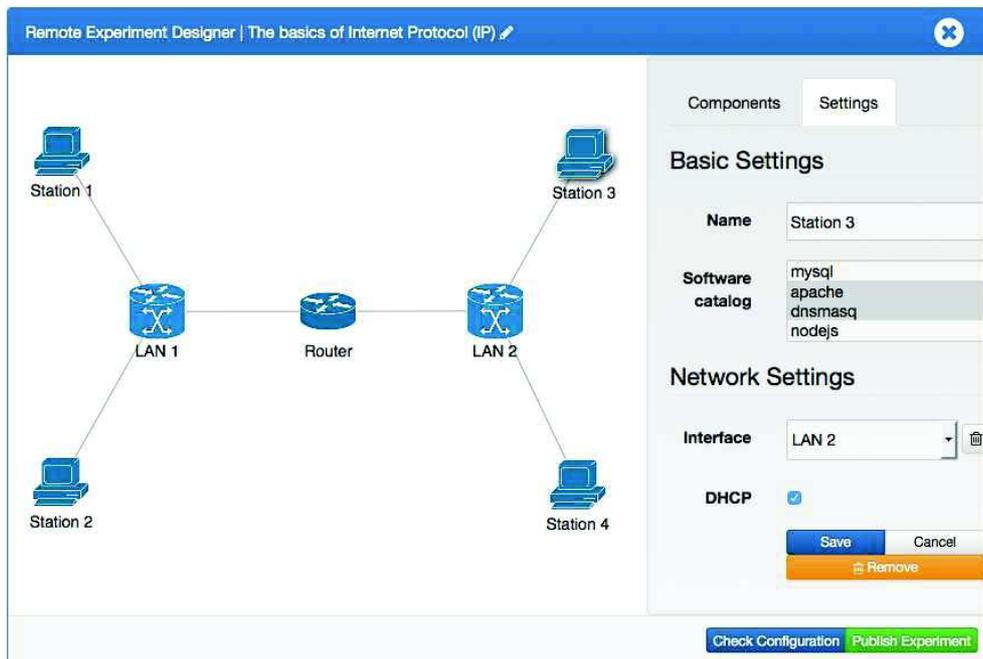 Remote Experiment Designer | The basics of Internet Protocol (IP)
Components
Settings
Station 1
Station 3
Basic Settings
Name
Station 3
Software catalog
mysql
apache
dnsmasq
nodejs
LAN 1
Router
LAN 2
Network Settings
Interface
LAN 2
DHCP
Station 2
Station 4
Save
Cancel
Remove
Check Configuration
Publish Experiment